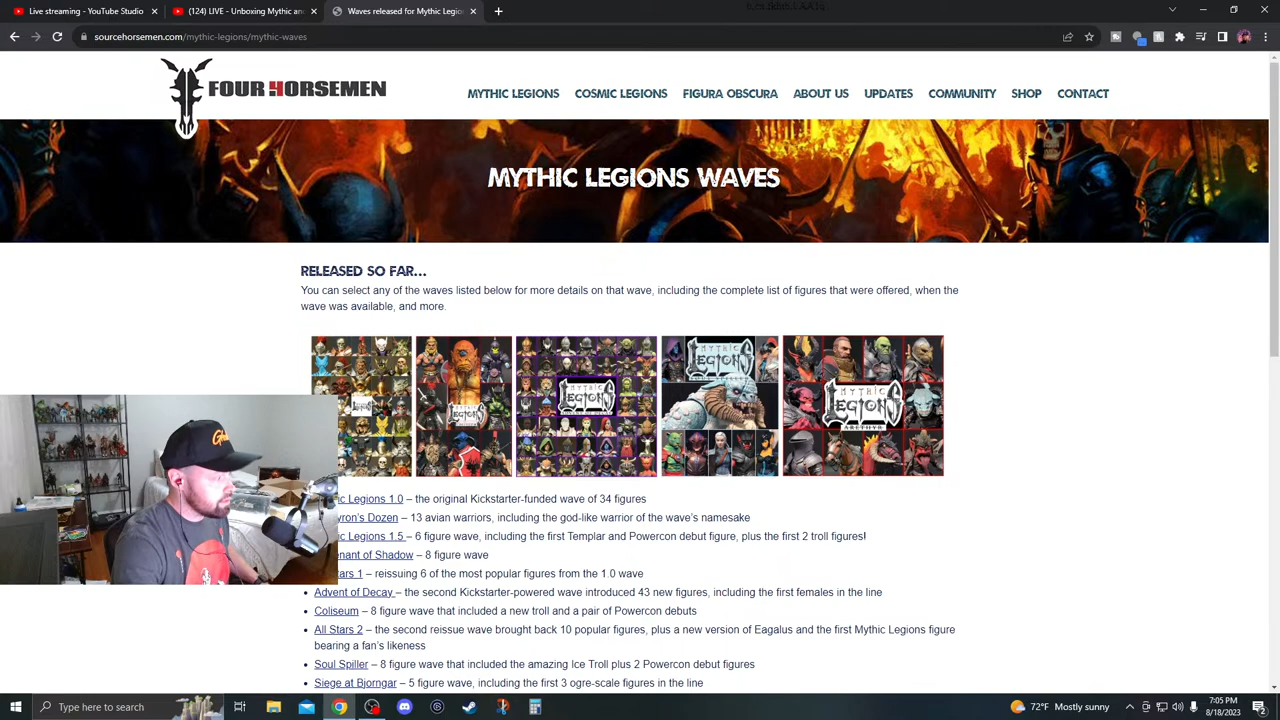 Live streaming - YouTube Studio
(124) LIVE - Unboxing Mythic and
Waves released for Mythic Legion
sourcehorsemen.com/mythic-legions/mythic-waves
FOUR HORSEMEN
MYTHIC LEGIONS
COSMIC LEGIONS
FIGURA OBSCURA
ABOUT US
UPDATES
COMMUNITY
SHOP
CONTACT
MYTHIC LEGIONS WAVES
RELEASED SO FAR...
You can select any of the waves listed below for more details on that wave, including the complete list of figures that were offered, when the
wave was available, and more.
MYTHIC LEGIONS
MYTHIC LEGIONS
ARETHYR
ic Legions 1.0 – the original Kickstarter-funded wave of 34 figures
yron's Dozen – 13 avian warriors, including the god-like warrior of the wave's namesake
ic Legions 1.5 – 6 figure wave, including the first Templar and Powercon debut figure, plus the first 2 troll figures!
enant of Shadow – 8 figure wave
tars 1 – reissuing 6 of the most popular figures from the 1.0 wave
• Advent of Decay – the second Kickstarter-powered wave introduced 43 new figures, including the first females in the line
• Coliseum – 8 figure wave that included a new troll and a pair of Powercon debuts
• All Stars 2 – the second reissue wave brought back 10 popular figures, plus a new version of Eagalus and the first Mythic Legions figure
bearing a fan's likeness
• Soul Spiller – 8 figure wave that included the amazing Ice Troll plus 2 Powercon debut figures
• Siege at Bjorngar – 5 figure wave, including the first 3 ogre-scale figures in the line
Type here to search
72°F Mostly sunny
7:05 PM
8/18/2023
2